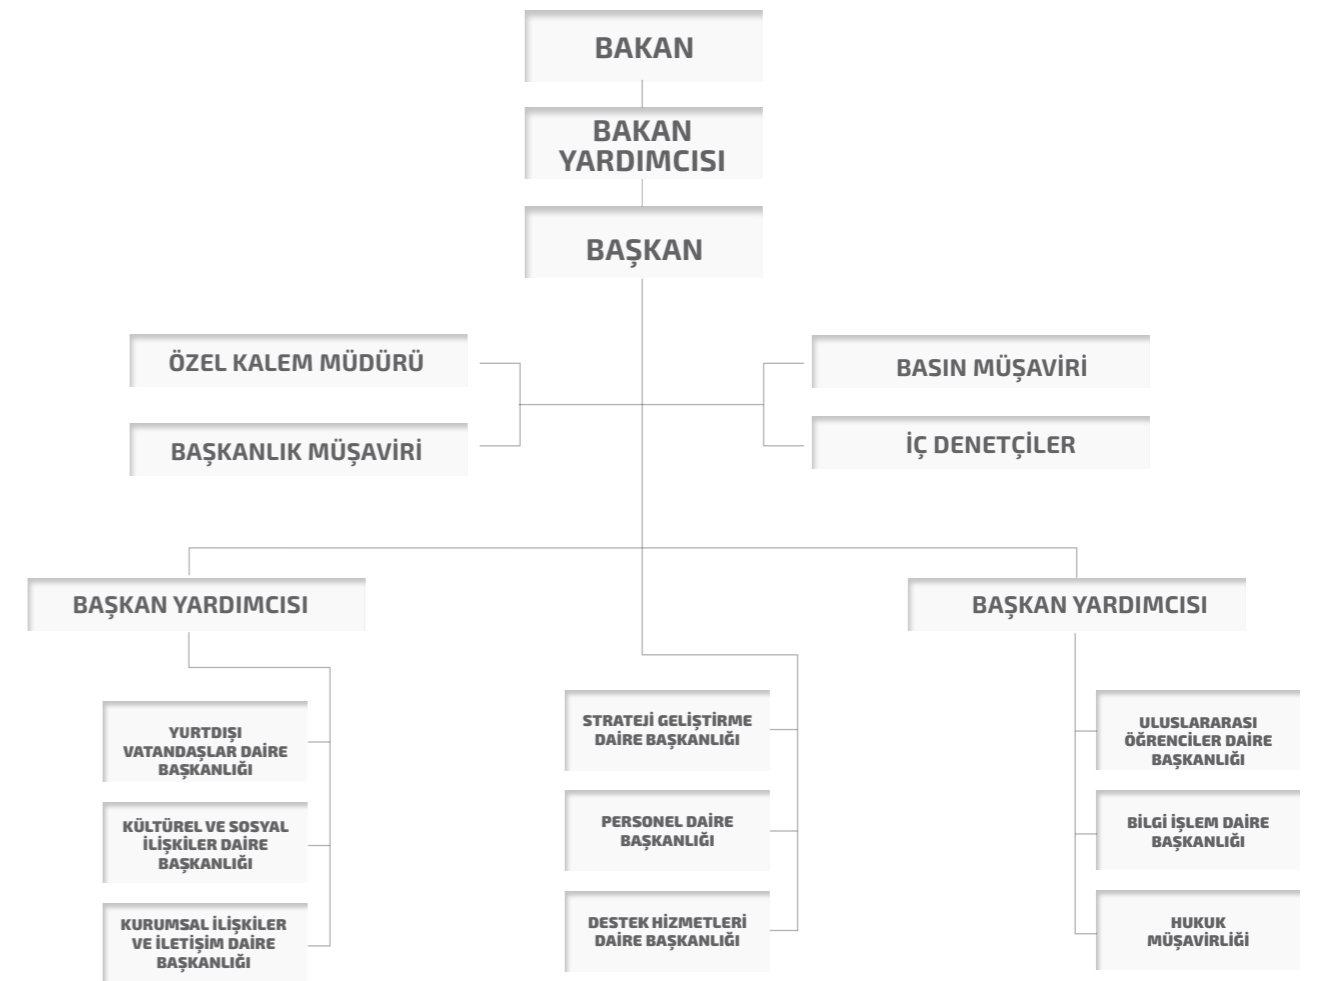 BAKAN
BAKAN
YARDIMCISI
BAŞKAN
ÖZEL KALEM MÜDÜRÜ
BAŞKANLIK MÜŞAVİRİ
BASIN MÜŞAVİRİ
İÇ DENETÇİLER
BAŞKAN YARDIMCISI
YURTDIŞI
VATANDAŞLAR DAİRE
BAŞKANLIĞI
KÜLTÜREL VE SOSYAL
İLİŞKİLER DAİRE
BAŞKANLIĞI
KURUMSAL İLİŞKİLER
VE İLETİŞİM DAİRE
BAŞKANLIĞI
STRATEJİ GELİŞTİRME
DAİRE BAŞKANLIĞI
PERSONEL DAİRE
BAŞKANLIĞI
DESTEK HİZMETLERİ
DAİRE BAŞKANLIĞI
BAŞKAN YARDIMCISI
ULUSLARARASI
ÖĞRENCİLER DAİRE
BAŞKANLIĞI
BİLGİ İŞLEM DAİRE
BAŞKANLIĞI
HUKUK
MÜŞAVİRLİĞİ